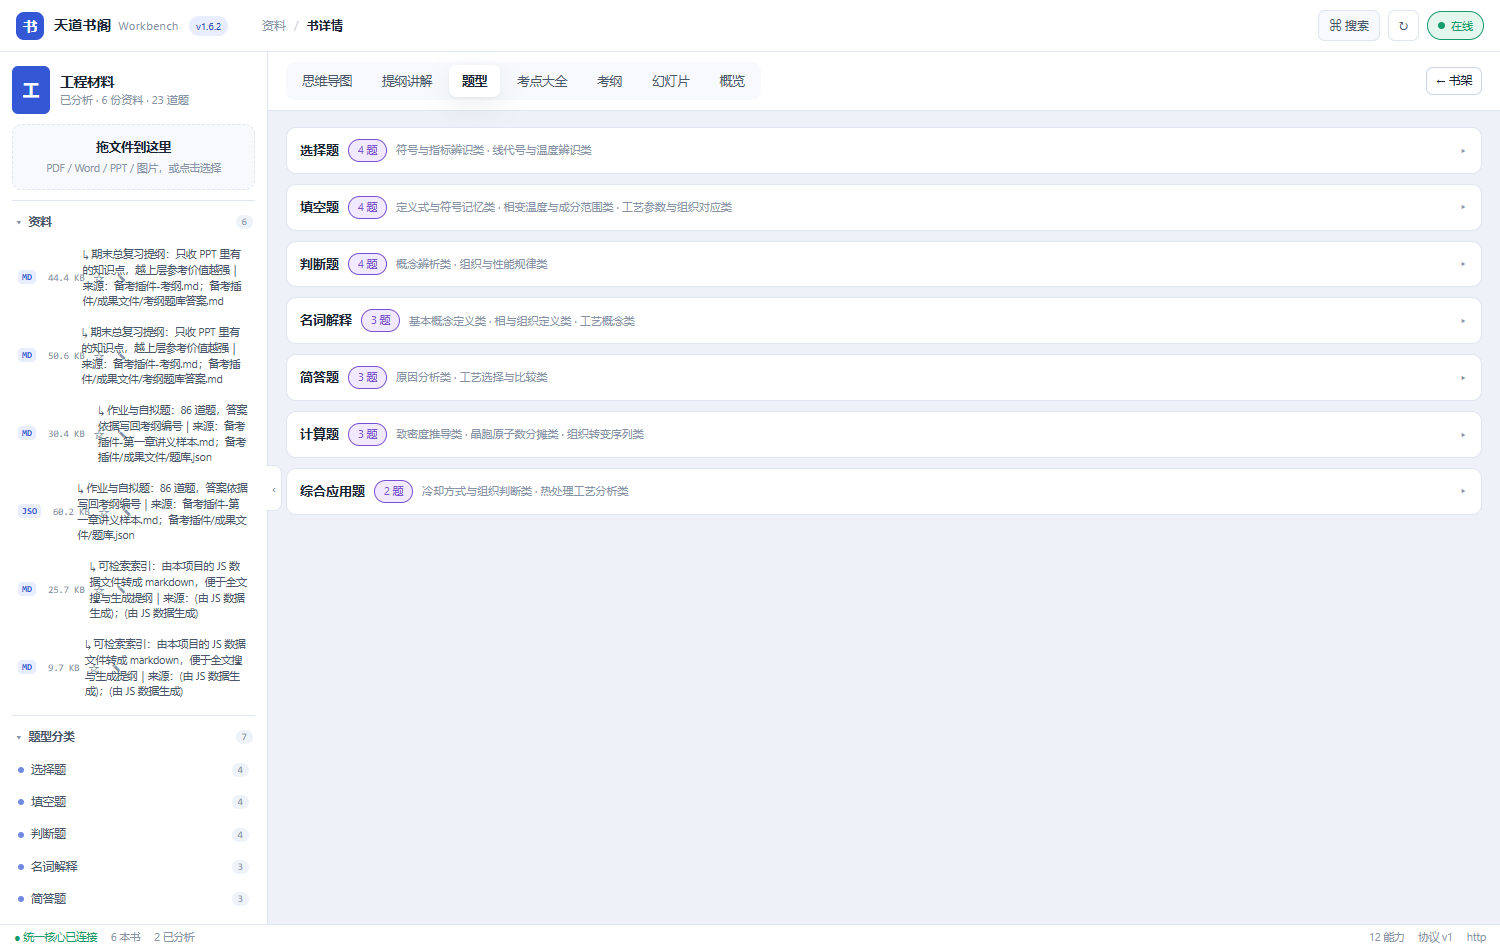 书 天道书阁 Workbench v1.6.2 资料 / 书详情 ⌘ 搜索 ↻ 在线
工 工程材料
已分析 · 6 份资料 · 23 道题
思维导图 提纲讲解 题型 考点大全 考纲 幻灯片 概览 ← 书架
拖文件到这里
PDF / Word / PPT / 图片，或点击选择
资料 6
MD 44.4 KB
↳ 期末总复习提纲：只收 PPT 里有
的知识点，越上层参考价值越强 |
来源：备考插件-考纲.md；备考插
件/成果文件/考纲题库答案.md
MD 50.6 KB
↳ 期末总复习提纲：只收 PPT 里有
的知识点，越上层参考价值越强 |
来源：备考插件-考纲.md；备考插
件/成果文件/考纲题库答案.md
MD 30.4 KB
↳ 作业与自拟题：86 道题，答案
依据写回考纲编号 | 来源：备考
插件-第一章讲义样本.md；备考
插件/成果文件/题库.json
JSO 60.2 KB
↳ 作业与自拟题：86 道题，答案依据
写回考纲编号 | 来源：备考插件-第
一章讲义样本.md；备考插件/成果文
件/题库.json
MD 25.7 KB
↳ 可检索索引：由本项目的 JS 数
据文件转成 markdown，便于全文
搜与生成提纲 | 来源：(由 JS 数据
生成)；(由 JS 数据生成)
MD 9.7 KB
↳ 可检索索引：由本项目的 JS 数据
文件转成 markdown，便于全文搜
与生成提纲 | 来源：(由 JS 数据生
成)；(由 JS 数据生成)
题型分类 7
选择题 4
填空题 4
判断题 4
名词解释 3
简答题 3
选择题 4 题 符号与指标辨识类 · 线代号与温度辨识类
填空题 4 题 定义式与符号记忆类 · 相变温度与成分范围类 · 工艺参数与组织对应类
判断题 4 题 概念辨析类 · 组织与性能规律类
名词解释 3 题 基本概念定义类 · 相与组织定义类 · 工艺概念类
简答题 3 题 原因分析类 · 工艺选择与比较类
计算题 3 题 致密度推导类 · 晶胞原子数分摊类 · 组织转变序列类
综合应用题 2 题 冷却方式与组织判断类 · 热处理工艺分析类
统一核心已连接 6 本书 2 已分析 12 能力 协议 v1 http